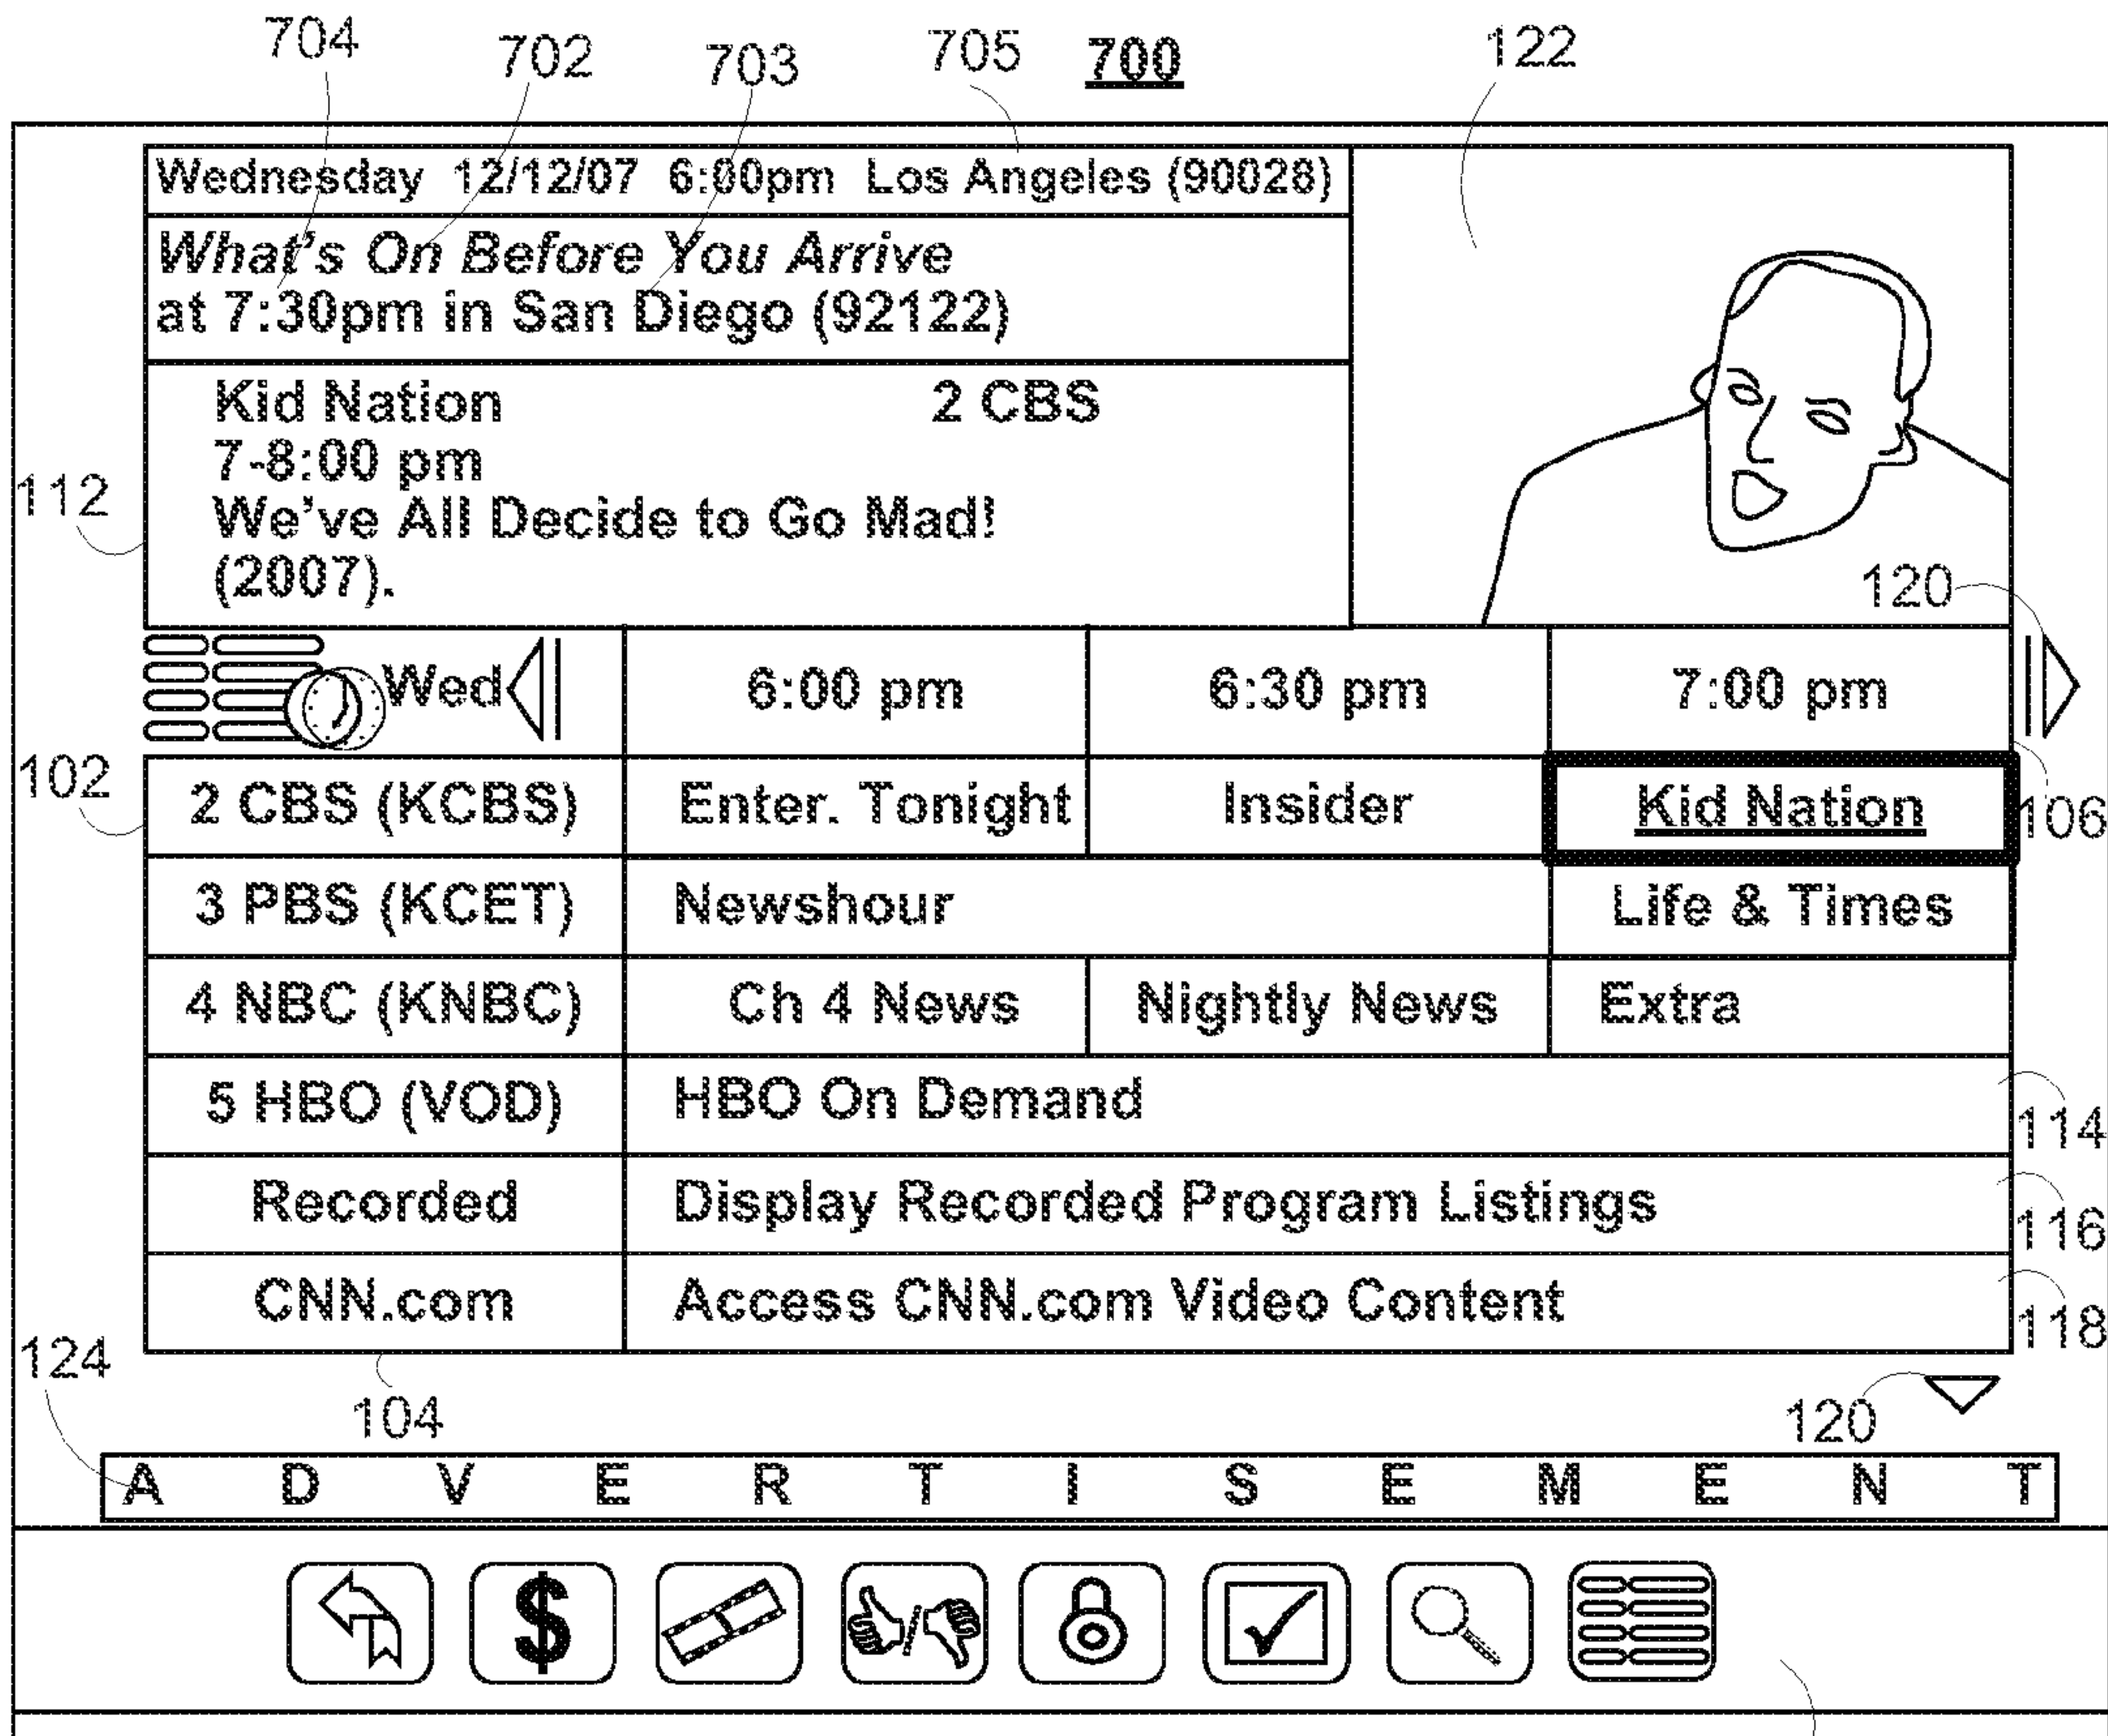 704 702 703 705 700 122
Wednesday 12/12/07 6:00pm Los Angeles (90028)
What's On Before You Arrive
at 7:30pm in San Diego (92122)
Kid Nation 2 CBS
7-8:00 pm
112
We've All Decide to Go Mad!
(2007).
120
Wed 6:00 pm 6:30 pm 7:00 pm
102
2 CBS (KCBS) Enter. Tonight Insider Kid Nation
106
3 PBS (KCET) Newshour Life & Times
4 NBC (KNBC) Ch 4 News Nightly News Extra
5 HBO (VOD) HBO On Demand
114
Recorded Display Recorded Program Listings
116
CNN.com Access CNN.com Video Content
118
124
104
120
A D V E R T I S E M E N T
$